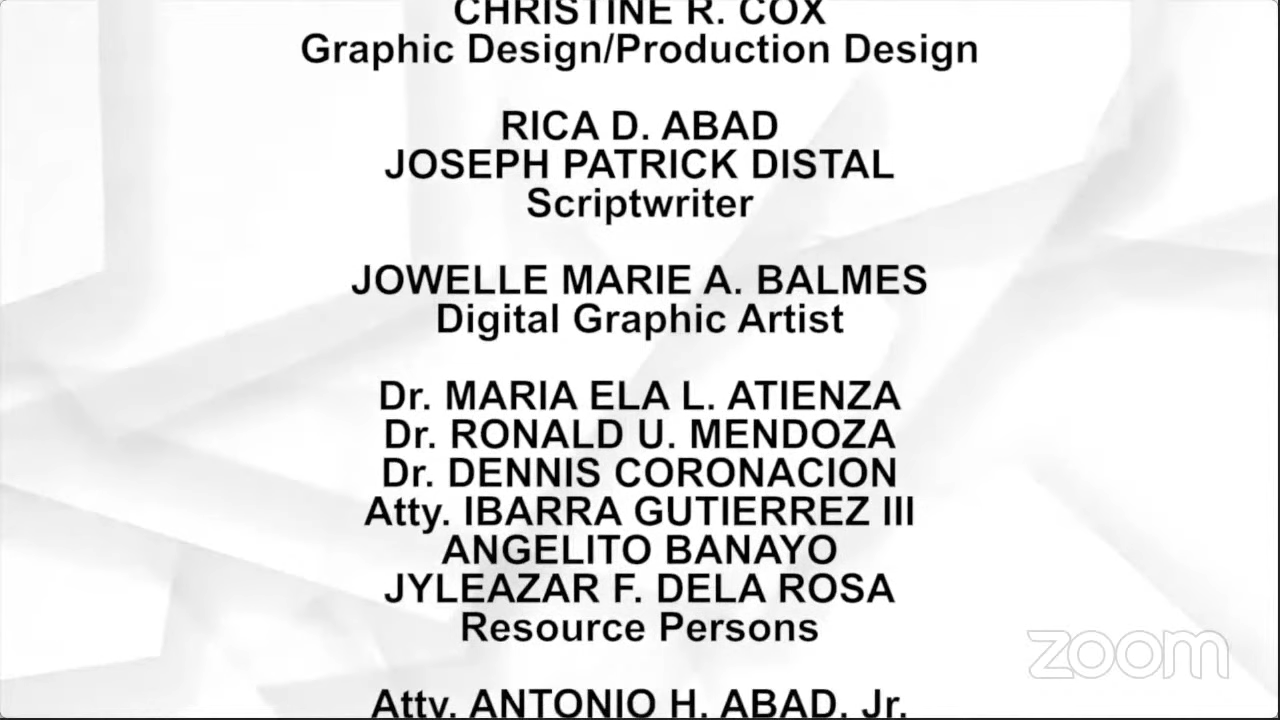 CHRISTINE R. COX
Graphic Design/Production Design
RICA D. ABAD
JOSEPH PATRICK DISTAL
Scriptwriter
JOWELLE MARIE A. BALMES
Digital Graphic Artist
Dr. MARIA ELA L. ATIENZA
Dr. RONALD U. MENDOZA
Dr. DENNIS CORONACION
Atty. IBARRA GUTIERREZ III
ANGELITO BANAYO
JYLEAZAR F. DELA ROSA
Resource Persons
zoom
Atty. ANTONIO H. ABAD, Jr.